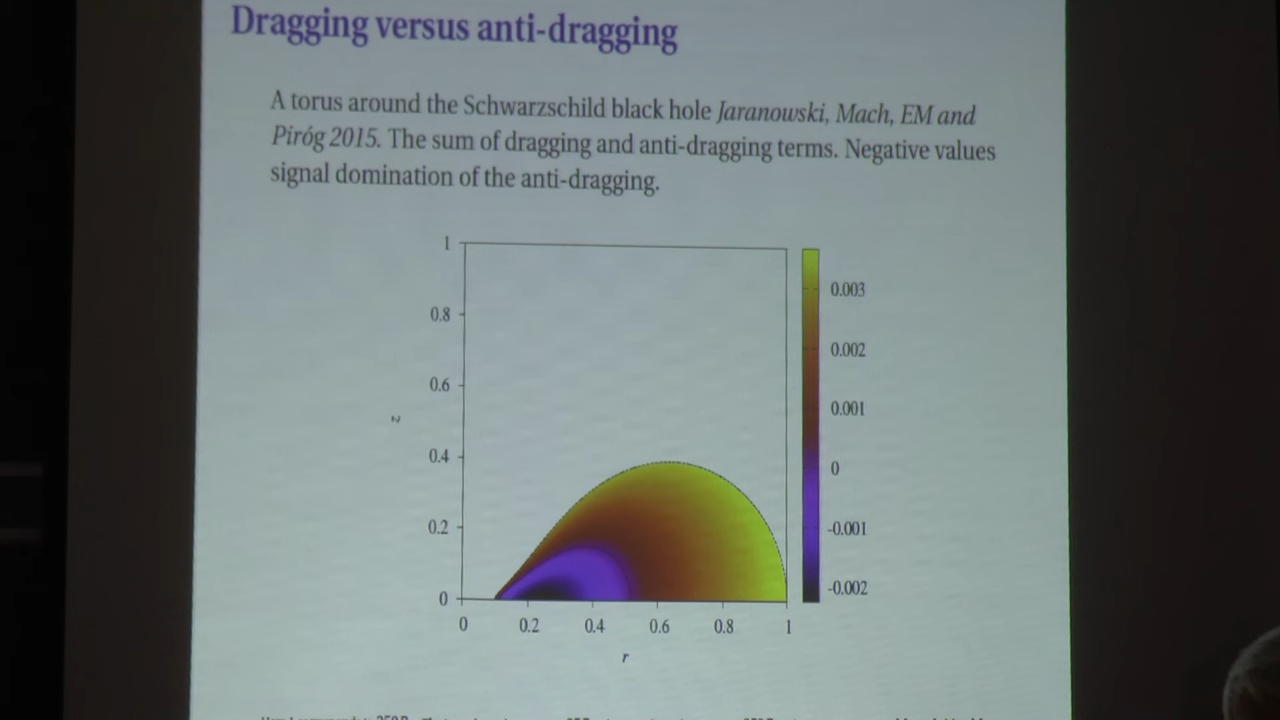 Dragging versus anti-dragging
A torus around the Schwarzschild black hole Jaranowski, Mach, EM and
Piróg 2015. The sum of dragging and anti-dragging terms. Negative values
signal domination of the anti-dragging.
1
0.8
0.6
0.4
0.2
0
z
0 0.2 0.4 0.6 0.8 1
r
0.003
0.002
0.001
0
-0.001
-0.002